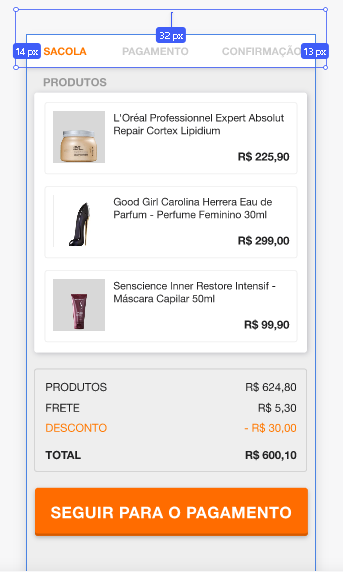 32 px
14 px
SACOLA
PAGAMENTO
CONFIRMAÇÃO
13 px
PRODUTOS
L'Oréal Professionnel Expert Absolut
Repair Cortex Lipidium
R$ 225,90
Good Girl Carolina Herrera Eau de
Parfum - Perfume Feminino 30ml
R$ 299,00
Senscience Inner Restore Intensif -
Máscara Capilar 50ml
R$ 99,90
PRODUTOS R$ 624,80
FRETE R$ 5,30
DESCONTO - R$ 30,00
TOTAL R$ 600,10
SEGUIR PARA O PAGAMENTO